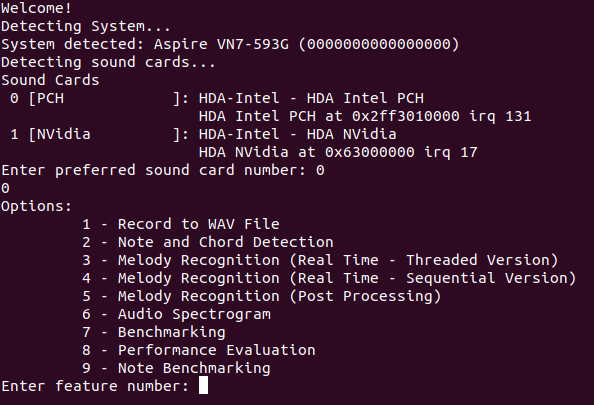 Welcome!
Detecting System...
System detected: Aspire VN7-593G (0000000000000000)
Detecting sound cards...
Sound Cards
 0 [PCH            ]: HDA-Intel - HDA Intel PCH
                      HDA Intel PCH at 0x2ff3010000 irq 131
 1 [NVidia         ]: HDA-Intel - HDA NVidia
                      HDA NVidia at 0x63000000 irq 17
Enter preferred sound card number: 0
0
Options:
         1 - Record to WAV File
         2 - Note and Chord Detection
         3 - Melody Recognition (Real Time - Threaded Version)
         4 - Melody Recognition (Real Time - Sequential Version)
         5 - Melody Recognition (Post Processing)
         6 - Audio Spectrogram
         7 - Benchmarking
         8 - Performance Evaluation
         9 - Note Benchmarking
Enter feature number: